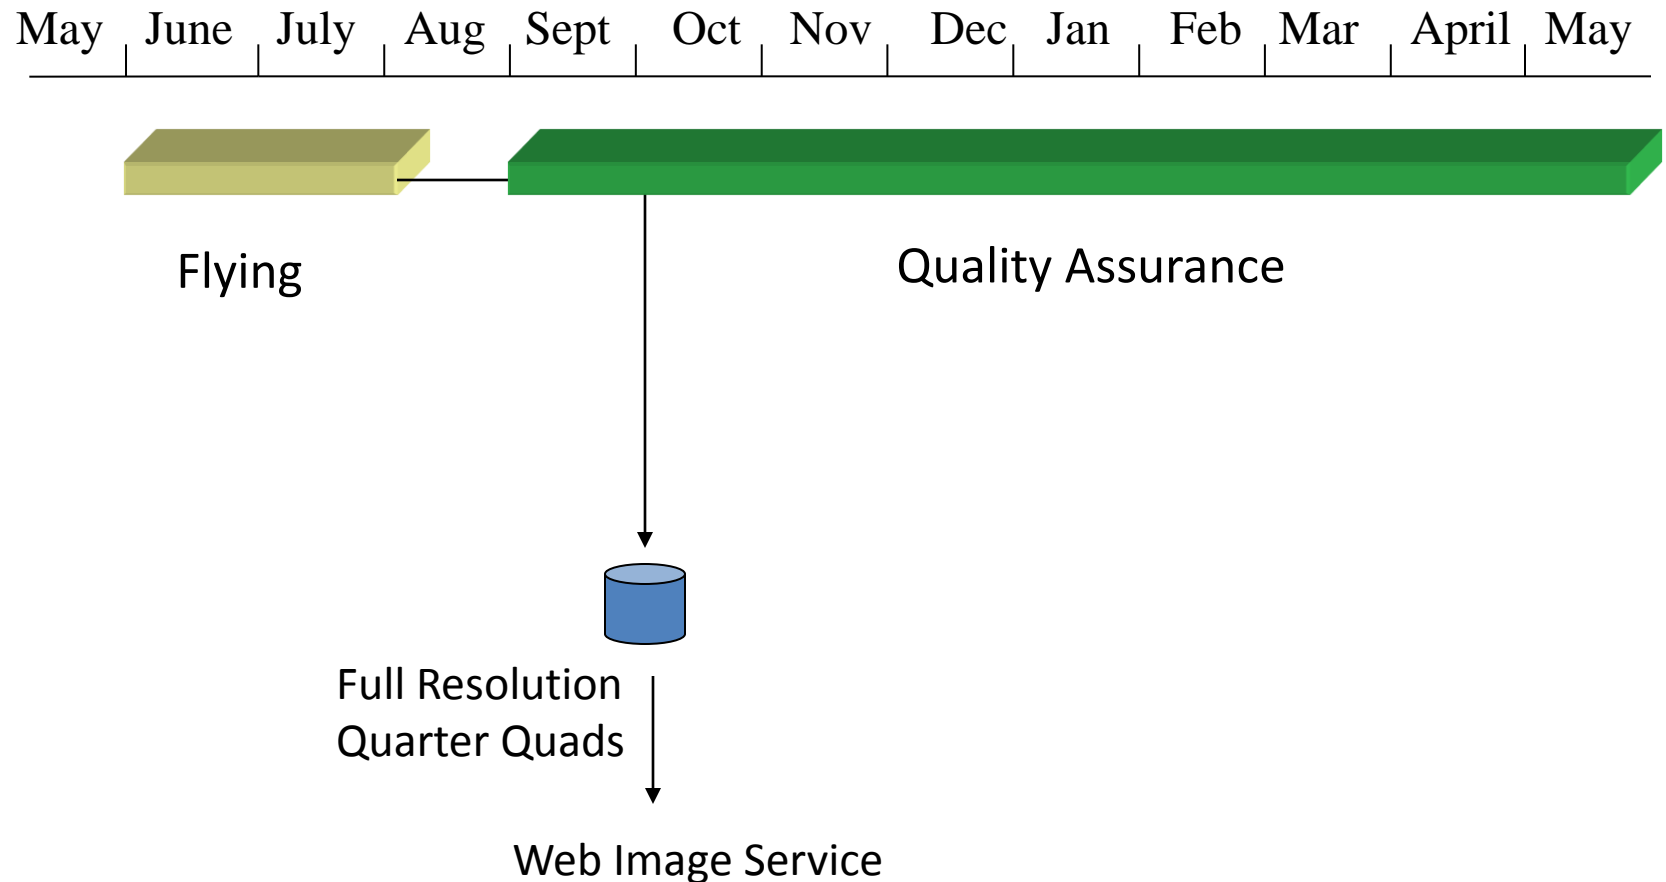 May June July Aug Sept Oct Nov Dec Jan Feb Mar April May
Flying
Quality Assurance
Full Resolution
Quarter Quads
Web Image Service